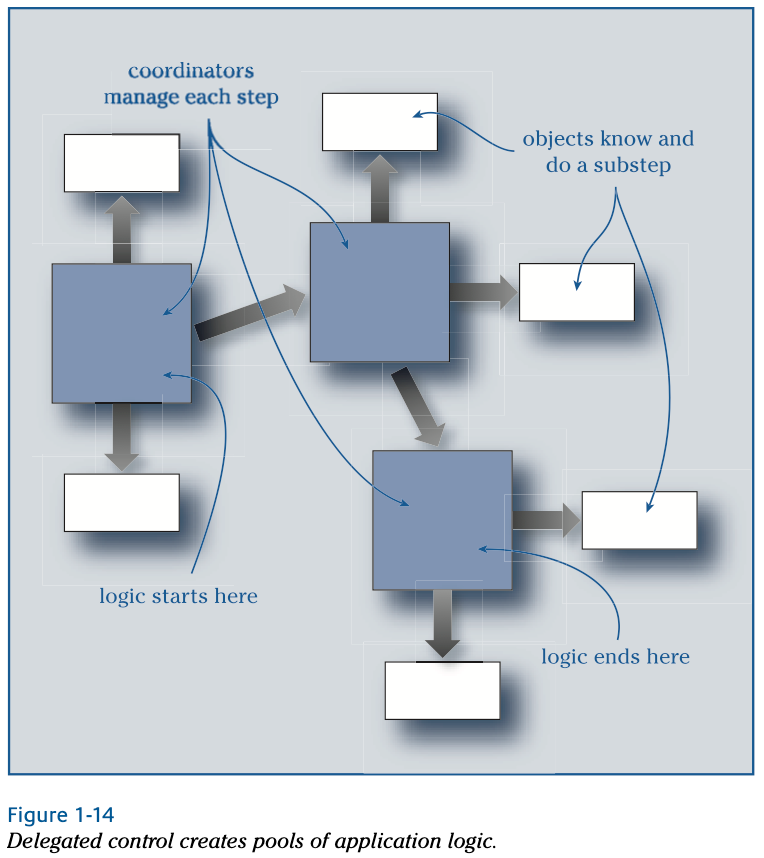 coordinators
manage each step
objects know and
do a substep
logic starts here
logic ends here
Figure 1-14
Delegated control creates pools of application logic.